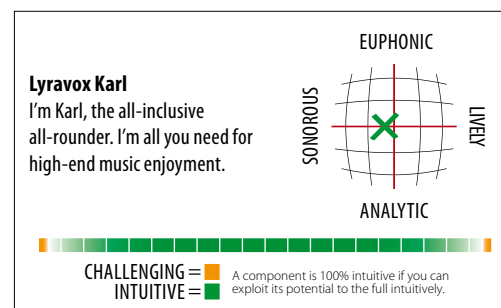 EUPHONIC
Lyravox Karl
I'm Karl, the all-inclusive
all-rounder. I'm all you need for
high-end music enjoyment.
SONOROUS
LIVELY
ANALYTIC
CHALLENGING =
INTUITIVE =
A component is 100% intuitive if you can
exploit its potential to the full intuitively.